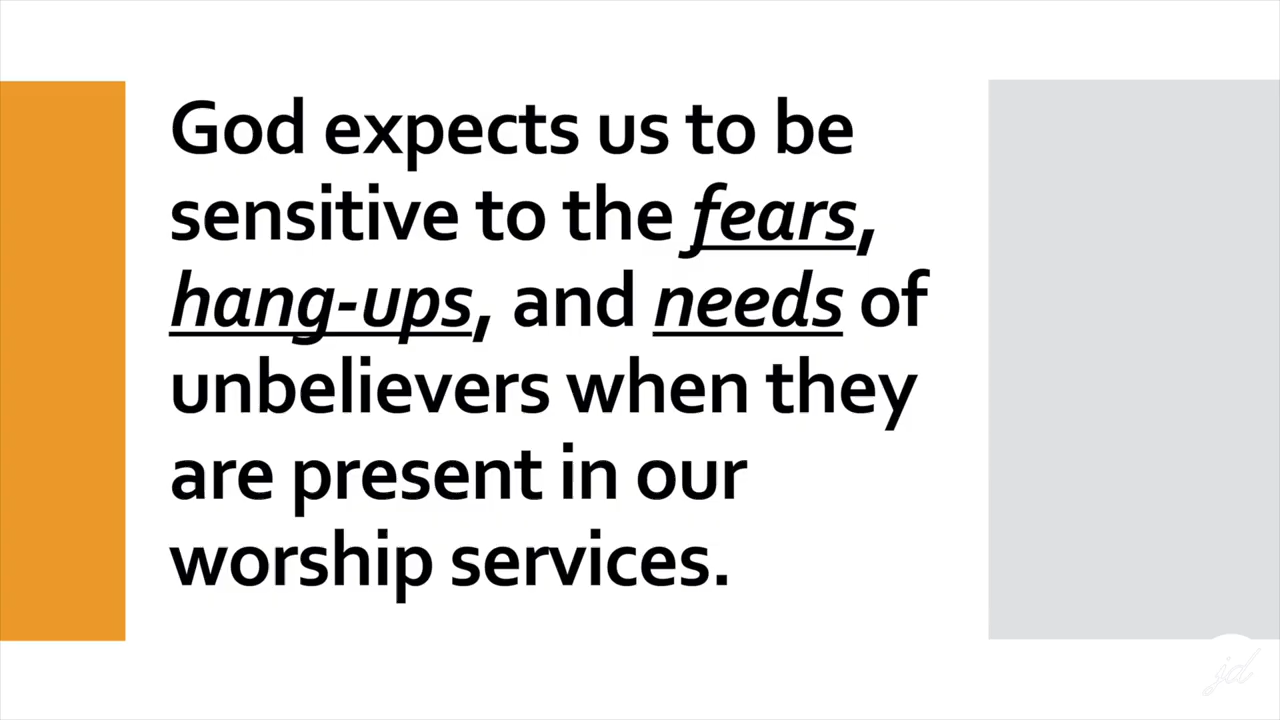 God expects us to be
sensitive to the fears,
hang-ups, and needs of
unbelievers when they
are present in our
worship services.
jd